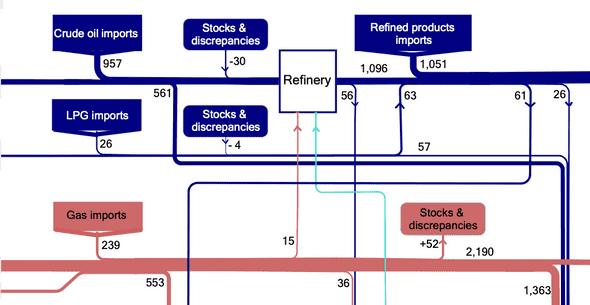 Crude oil imports
957
Stocks &
discrepancies
-30
Refinery
Refined products
imports
1,051
1,096
561
56
63
61
26
LPG imports
26
Stocks &
discrepancies
- 4
57
Gas imports
239
15
Stocks &
discrepancies
+52
2,190
553
36
1,363